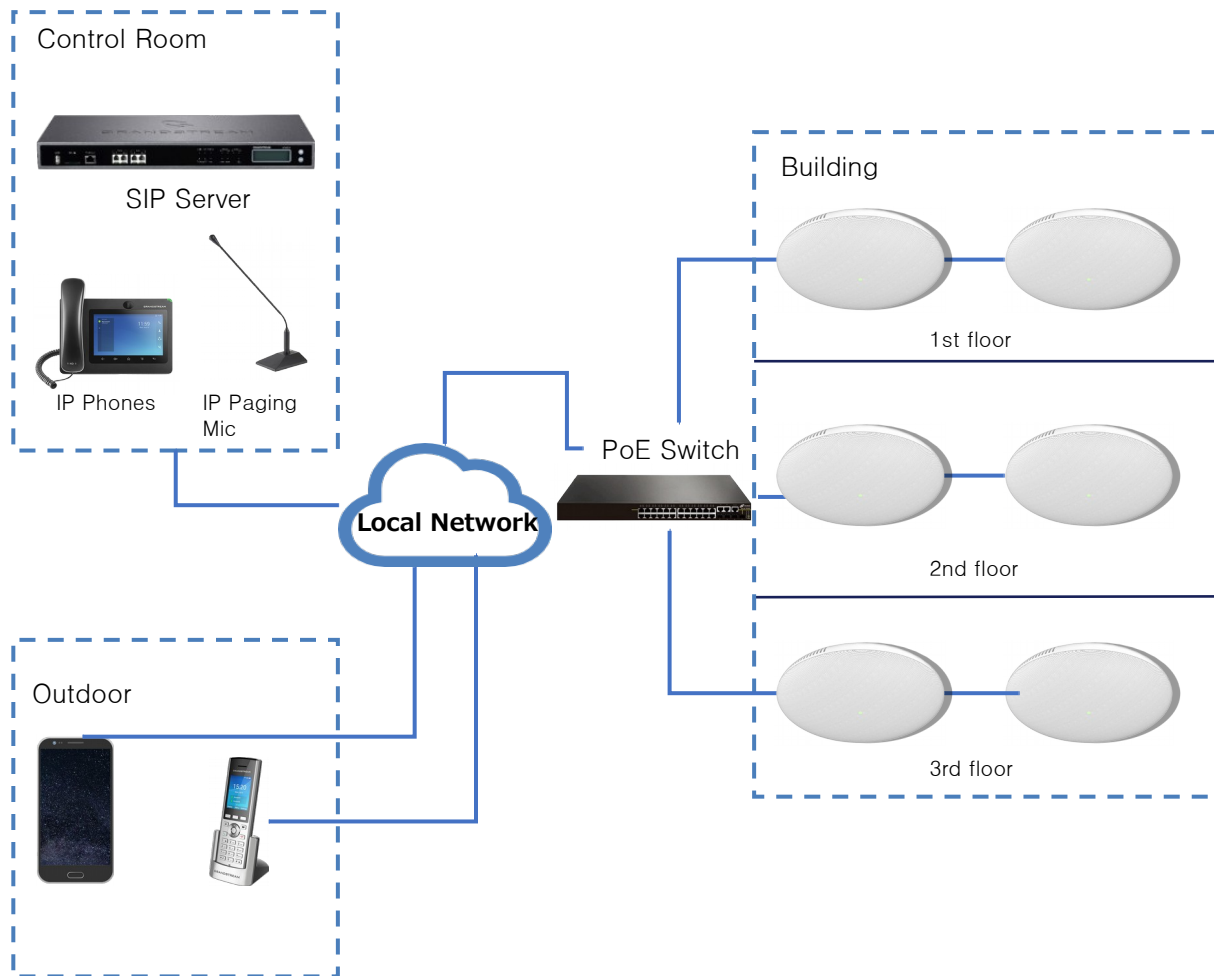 Control Room
GRANDSTREAM
SIP Server
IP Phones
IP Paging
Mic
Local Network
PoE Switch
Building
1st floor
2nd floor
3rd floor
Outdoor